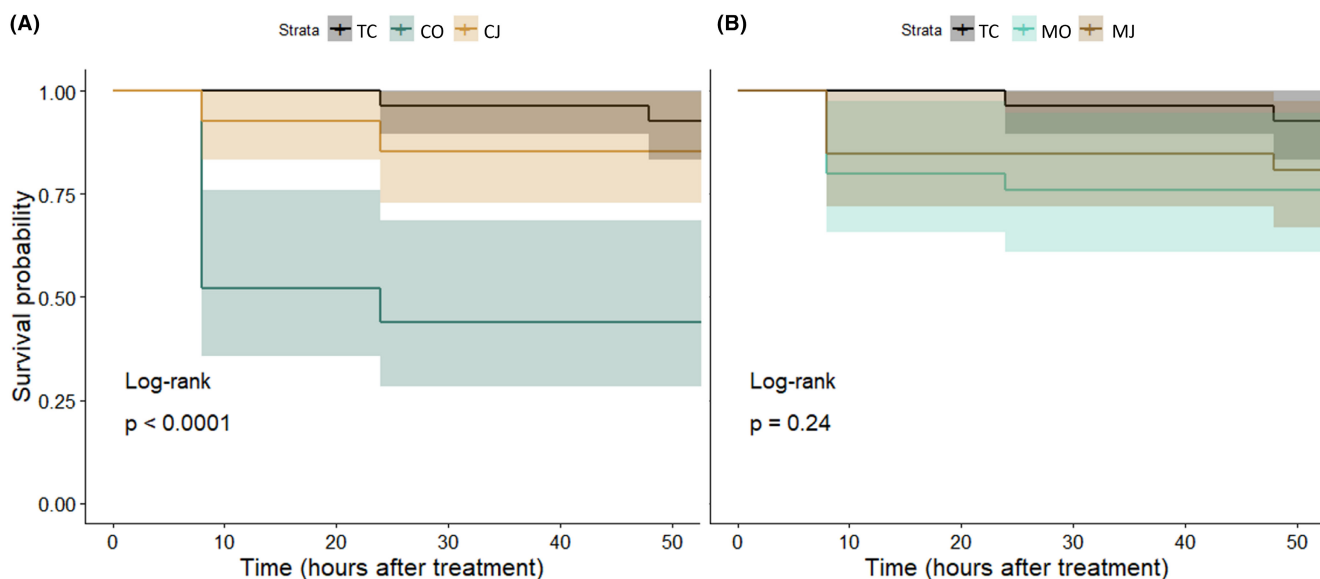 (A)
Strata TC CO CJ
Survival probability
1.00
0.75
0.50
0.25
0.00
Log-rank
p < 0.0001
0 10 20 30 40 50
Time (hours after treatment)
(B)
Strata TC MO MJ
Log-rank
p = 0.24
0 10 20 30 40 50
Time (hours after treatment)